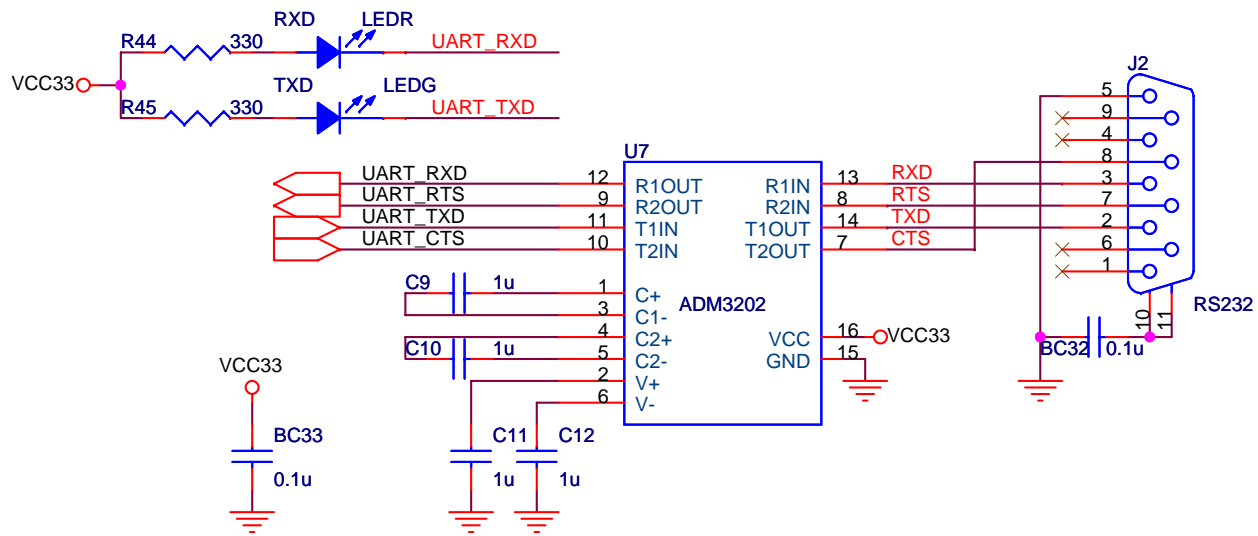 RXD LEDR
R44 330 UART_RXD
VCC33
TXD LEDG
R45 330 UART_TXD
J2
5
9
4
8
3
7
2
6
1
10
11
RS232
BC32 0.1u
U7
UART_RXD 12 R1OUT R1IN 13 RXD
UART_RTS 9 R2OUT R2IN 8 RTS
UART_TXD 11 T1IN T1OUT 14 TXD
UART_CTS 10 T2IN T2OUT 7 CTS
C9 1u 1 C+
ADM3202
3 C1-
4 C2+ VCC 16 VCC33
C10 1u 5 C2- GND 15
2 V+
6 V-
VCC33
BC33
0.1u
C11
1u
C12
1u